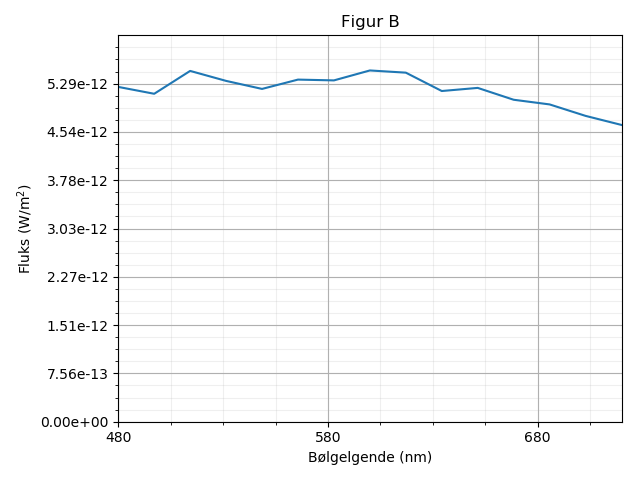 Figur B
Fluks (W/m²)
5.29e-12
4.54e-12
3.78e-12
3.03e-12
2.27e-12
1.51e-12
7.56e-13
0.00e+00
480 580 680
Bølgelgende (nm)